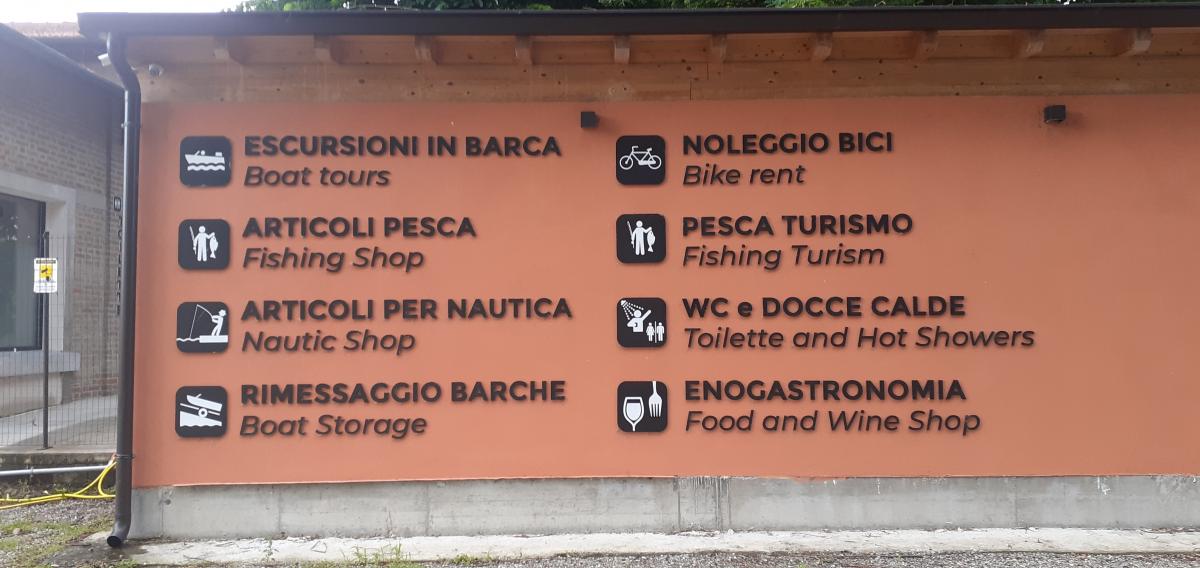 ESCURSIONI IN BARCA
Boat tours
ARTICOLI PESCA
Fishing Shop
ARTICOLI PER NAUTICA
Nautic Shop
RIMESSAGGIO BARCHE
Boat Storage
NOLEGGIO BICI
Bike rent
PESCA TURISMO
Fishing Turism
WC e DOCCE CALDE
Toilette and Hot Showers
ENOGASTRONOMIA
Food and Wine Shop